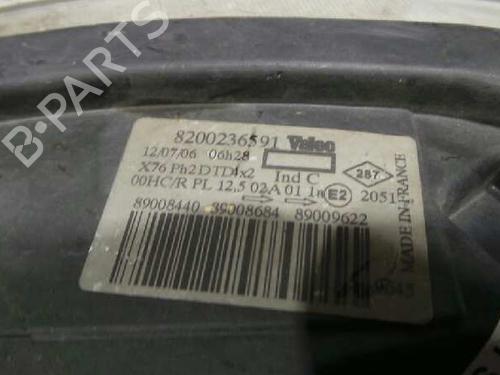 B-PARTS
8200236591 Valeo
12/07/06 06h28
X76 Ph2 DTD4x2 Ind C 287
00HC/R PL 12,5 02A 01 E2 2051
89008440 89008684 89009622
MADE IN FRANCE